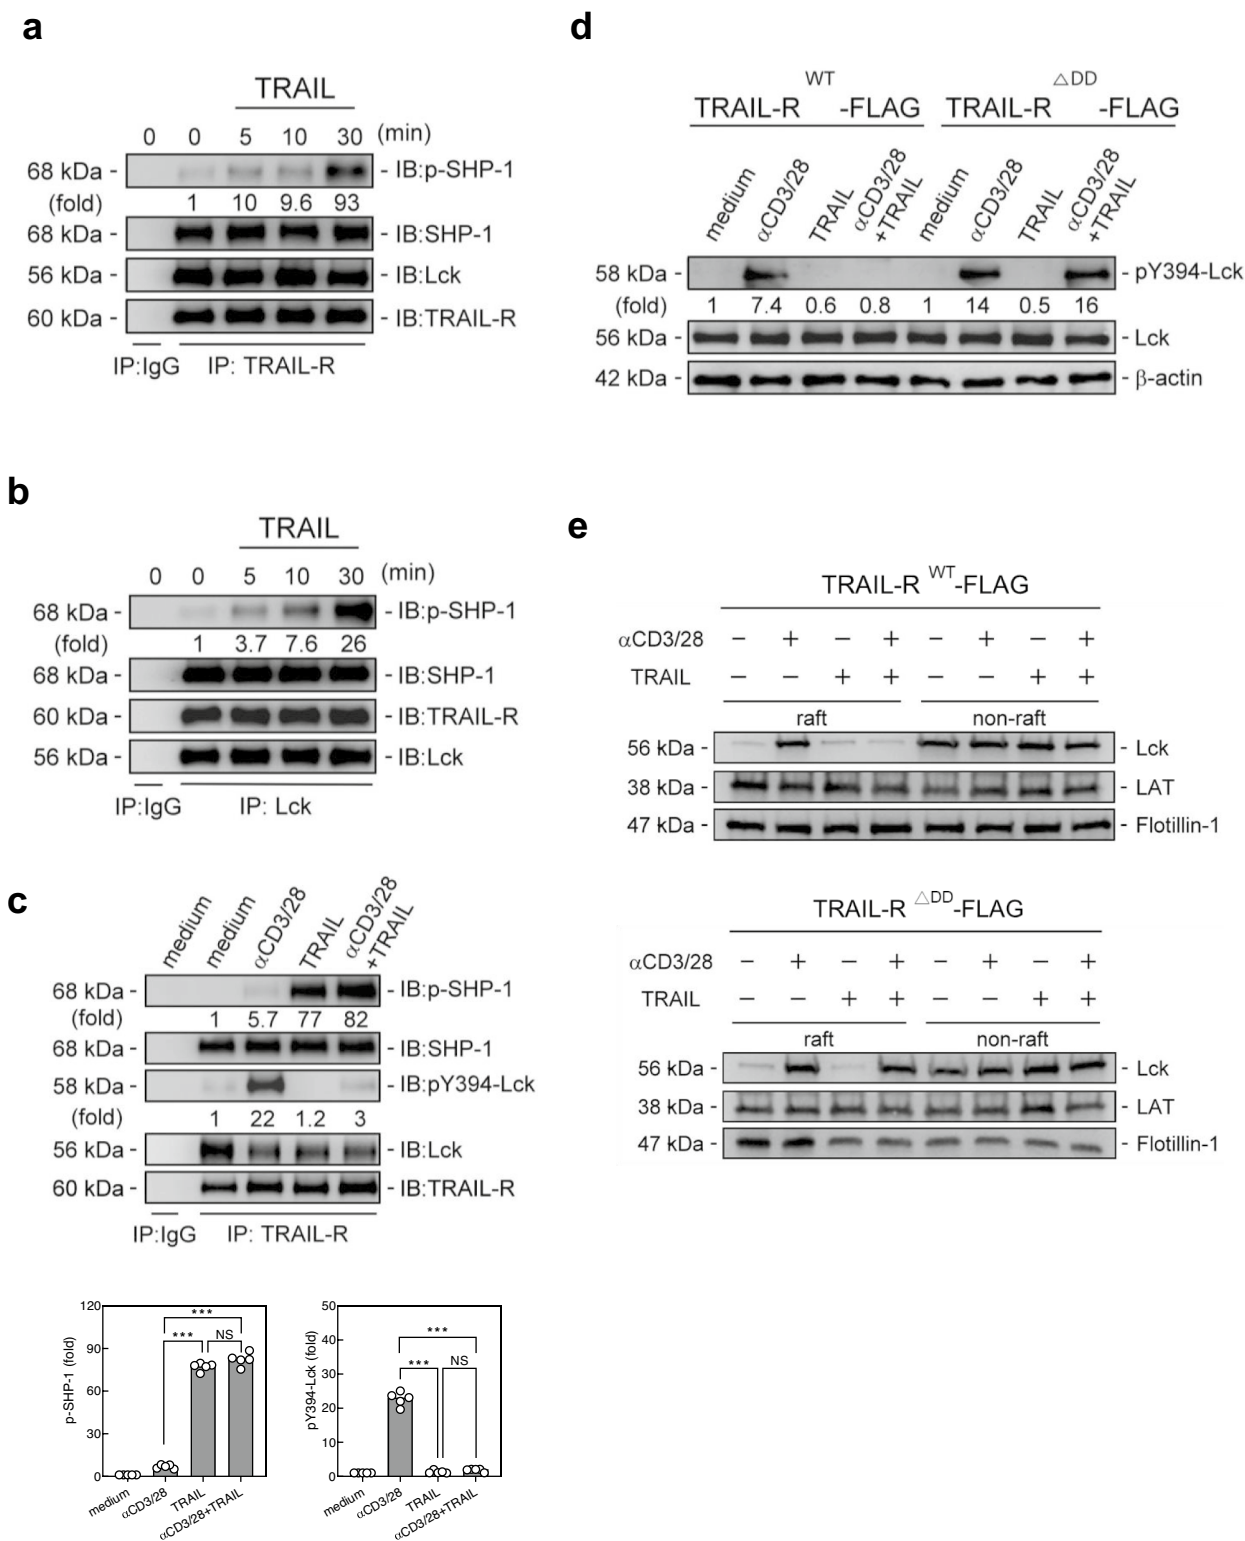 a
TRAIL
0 0 5 10 30 (min)
68 kDa - - IB:p-SHP-1
(fold) 1 10 9.6 93
68 kDa - - IB:SHP-1
56 kDa - - IB:Lck
60 kDa - - IB:TRAIL-R
IP:IgG IP: TRAIL-R
b
TRAIL
0 0 5 10 30 (min)
68 kDa - - IB:p-SHP-1
(fold) 1 3.7 7.6 26
68 kDa - - IB:SHP-1
60 kDa - - IB:TRAIL-R
56 kDa - - IB:Lck
IP:IgG IP: Lck
c
medium medium αCD3/28 TRAIL αCD3/28 +TRAIL
68 kDa - - IB:p-SHP-1
(fold) 1 5.7 77 82
68 kDa - - IB:SHP-1
58 kDa - - IB:pY394-Lck
(fold) 1 22 1.2 3
56 kDa - - IB:Lck
60 kDa - - IB:TRAIL-R
IP:IgG IP: TRAIL-R
p-SHP-1 (fold)
120
90
60
30
0
***
*** NS
medium αCD3/28 TRAIL αCD3/28+TRAIL
pY394-Lck (fold)
50
40
30
20
10
0
***
*** NS
medium αCD3/28 TRAIL αCD3/28+TRAIL
d
TRAIL-R WT -FLAG TRAIL-R △DD -FLAG
medium αCD3/28 TRAIL αCD3/28 +TRAIL medium αCD3/28 TRAIL αCD3/28 +TRAIL
58 kDa - - pY394-Lck
(fold) 1 7.4 0.6 0.8 1 14 0.5 16
56 kDa - - Lck
42 kDa - - β-actin
e
TRAIL-R WT-FLAG
αCD3/28 − + − + − + − +
TRAIL − − + + − − + +
raft non-raft
56 kDa - - Lck
38 kDa - - LAT
47 kDa - - Flotillin-1
TRAIL-R △DD-FLAG
αCD3/28 − + − + − + − +
TRAIL − − + + − − + +
raft non-raft
56 kDa - - Lck
38 kDa - - LAT
47 kDa - - Flotillin-1